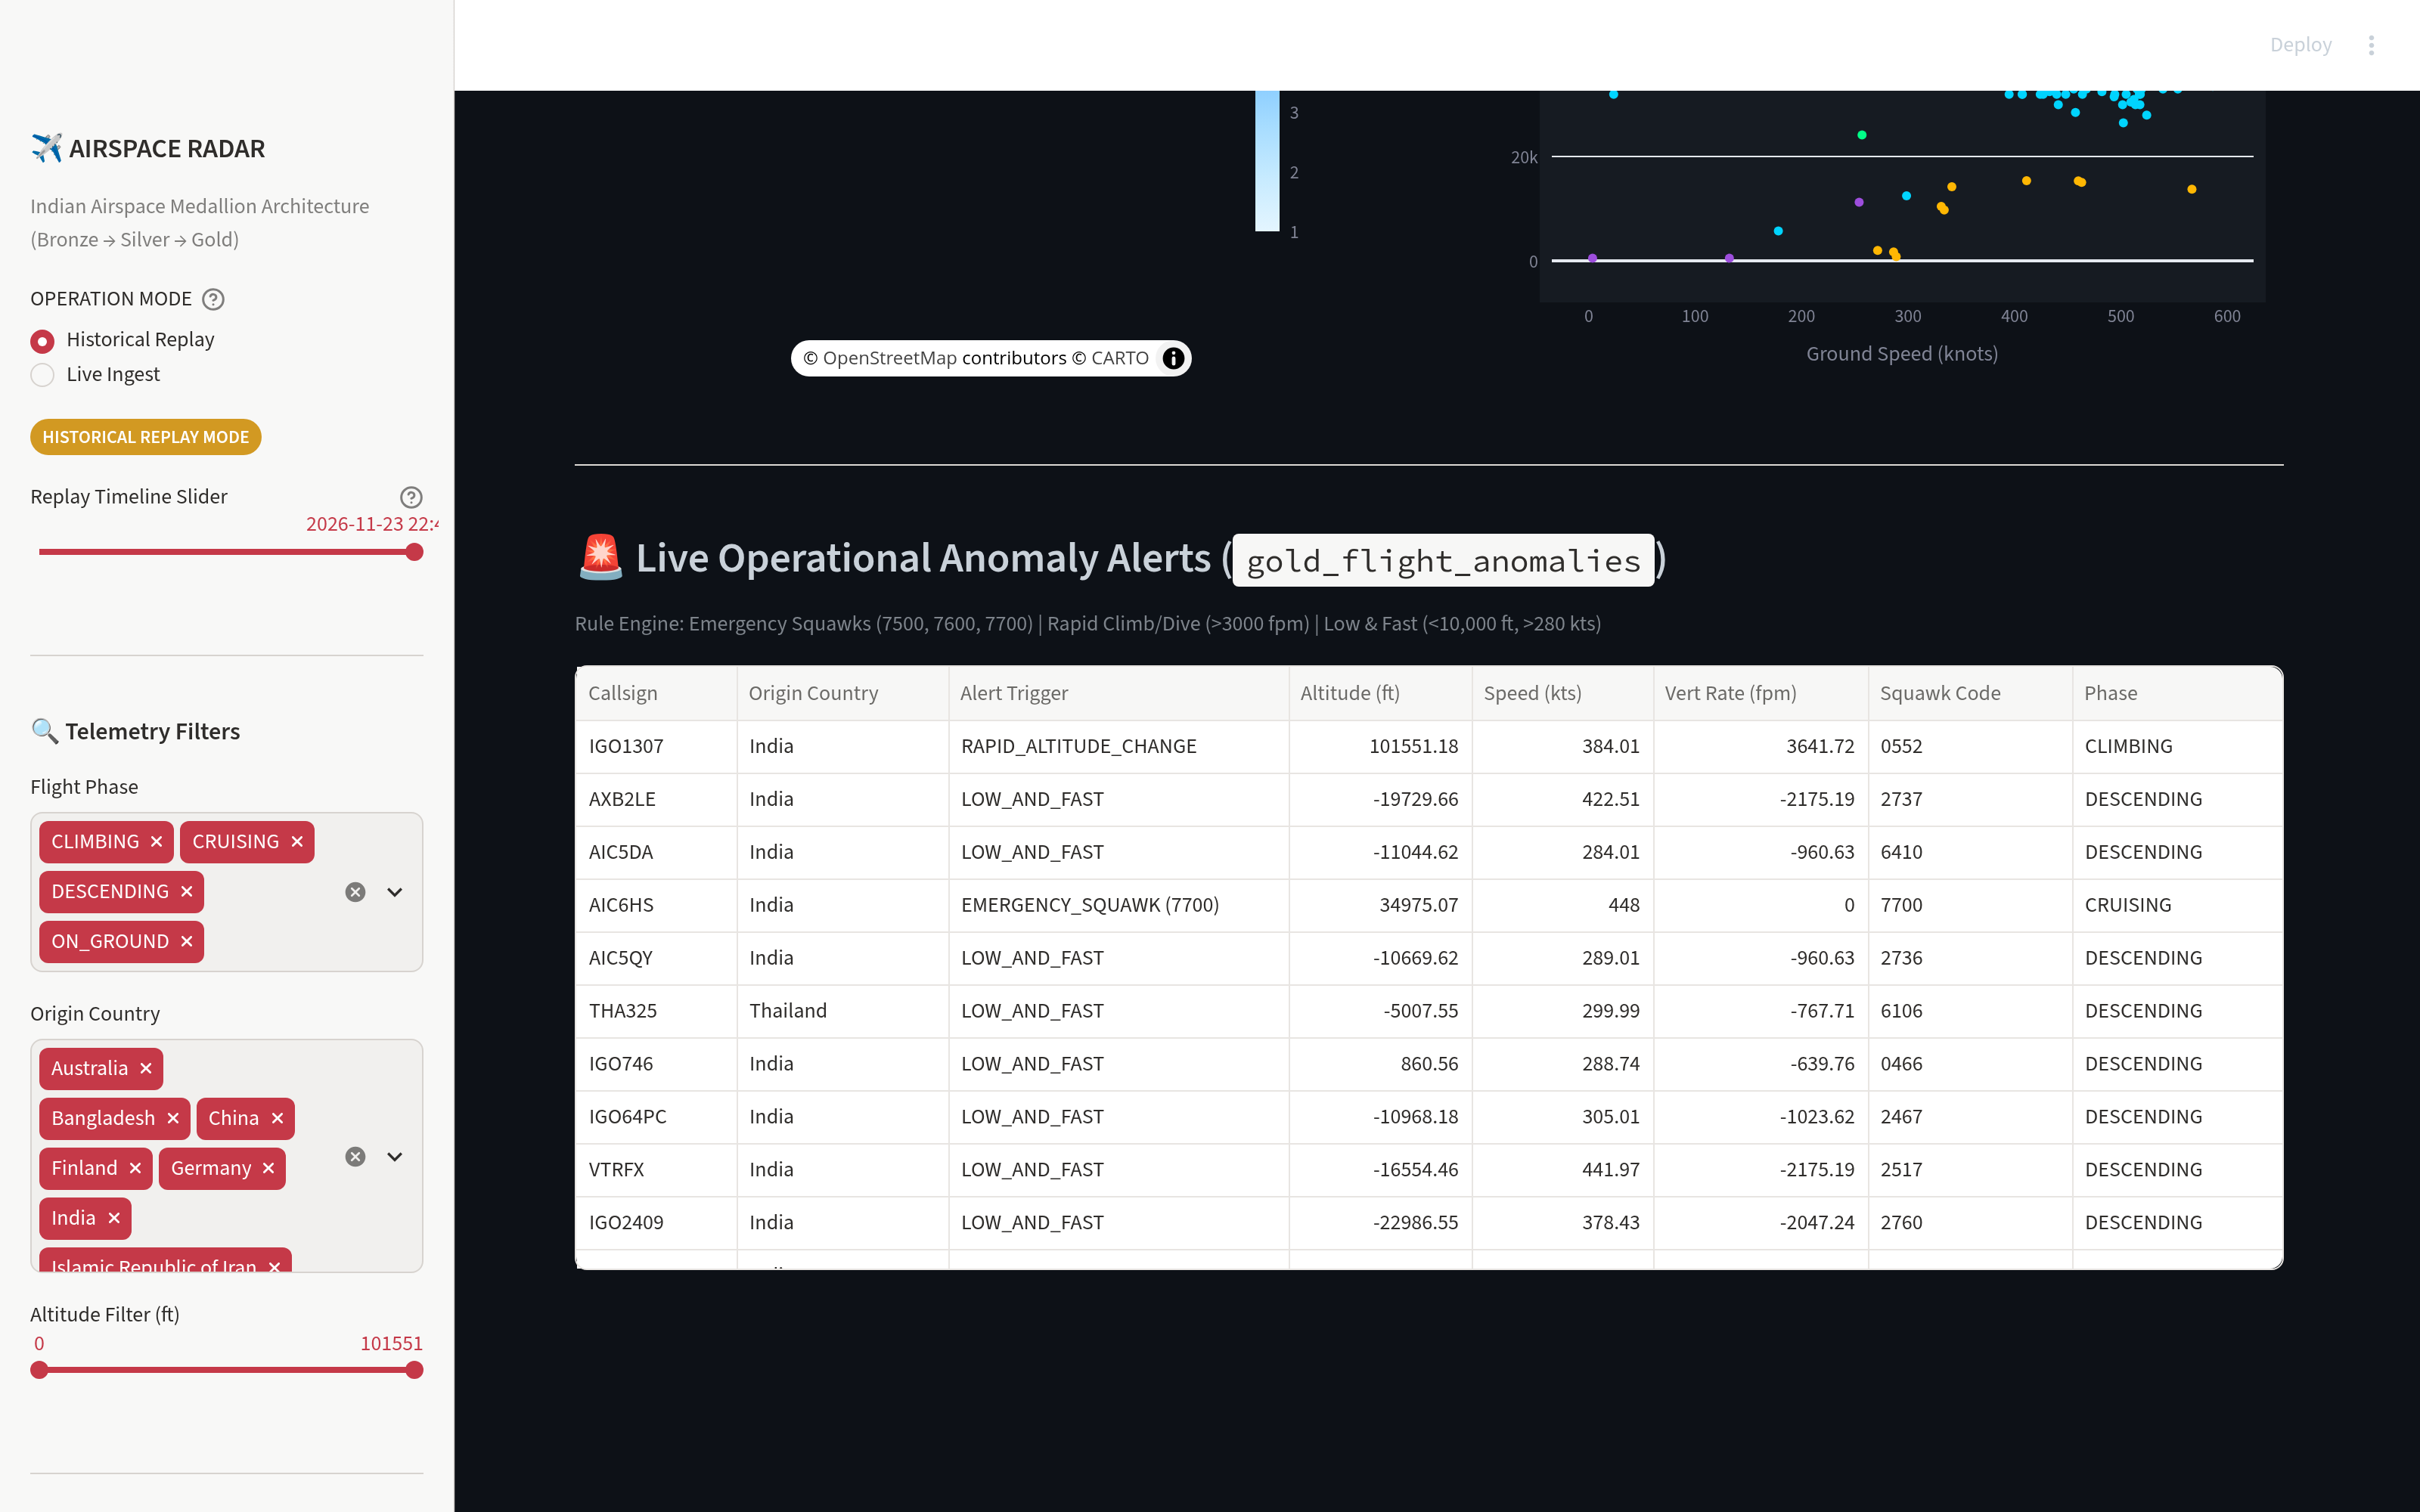 Deploy
AIRSPACE RADAR
Indian Airspace Medallion Architecture
(Bronze → Silver → Gold)
OPERATION MODE
Historical Replay
Live Ingest
HISTORICAL REPLAY MODE
Replay Timeline Slider
2026-11-23 22:
Telemetry Filters
Flight Phase
CLIMBING CRUISING
DESCENDING
ON_GROUND
Origin Country
Australia
Bangladesh China
Finland Germany
India
Islamic Republic of Iran
Altitude Filter (ft)
0 101551
3
2
1
© OpenStreetMap contributors © CARTO
20k
0
0 100 200 300 400 500 600
Ground Speed (knots)
Live Operational Anomaly Alerts (gold_flight_anomalies)
Rule Engine: Emergency Squawks (7500, 7600, 7700) | Rapid Climb/Dive (>3000 fpm) | Low & Fast (<10,000 ft, >280 kts)
Callsign Origin Country Alert Trigger Altitude (ft) Speed (kts) Vert Rate (fpm) Squawk Code Phase
IGO1307 India RAPID_ALTITUDE_CHANGE 101551.18 384.01 3641.72 0552 CLIMBING
AXB2LE India LOW_AND_FAST -19729.66 422.51 -2175.19 2737 DESCENDING
AIC5DA India LOW_AND_FAST -11044.62 284.01 -960.63 6410 DESCENDING
AIC6HS India EMERGENCY_SQUAWK (7700) 34975.07 448 0 7700 CRUISING
AIC5QY India LOW_AND_FAST -10669.62 289.01 -960.63 2736 DESCENDING
THA325 Thailand LOW_AND_FAST -5007.55 299.99 -767.71 6106 DESCENDING
IGO746 India LOW_AND_FAST 860.56 288.74 -639.76 0466 DESCENDING
IGO64PC India LOW_AND_FAST -10968.18 305.01 -1023.62 2467 DESCENDING
VTRFX India LOW_AND_FAST -16554.46 441.97 -2175.19 2517 DESCENDING
IGO2409 India LOW_AND_FAST -22986.55 378.43 -2047.24 2760 DESCENDING